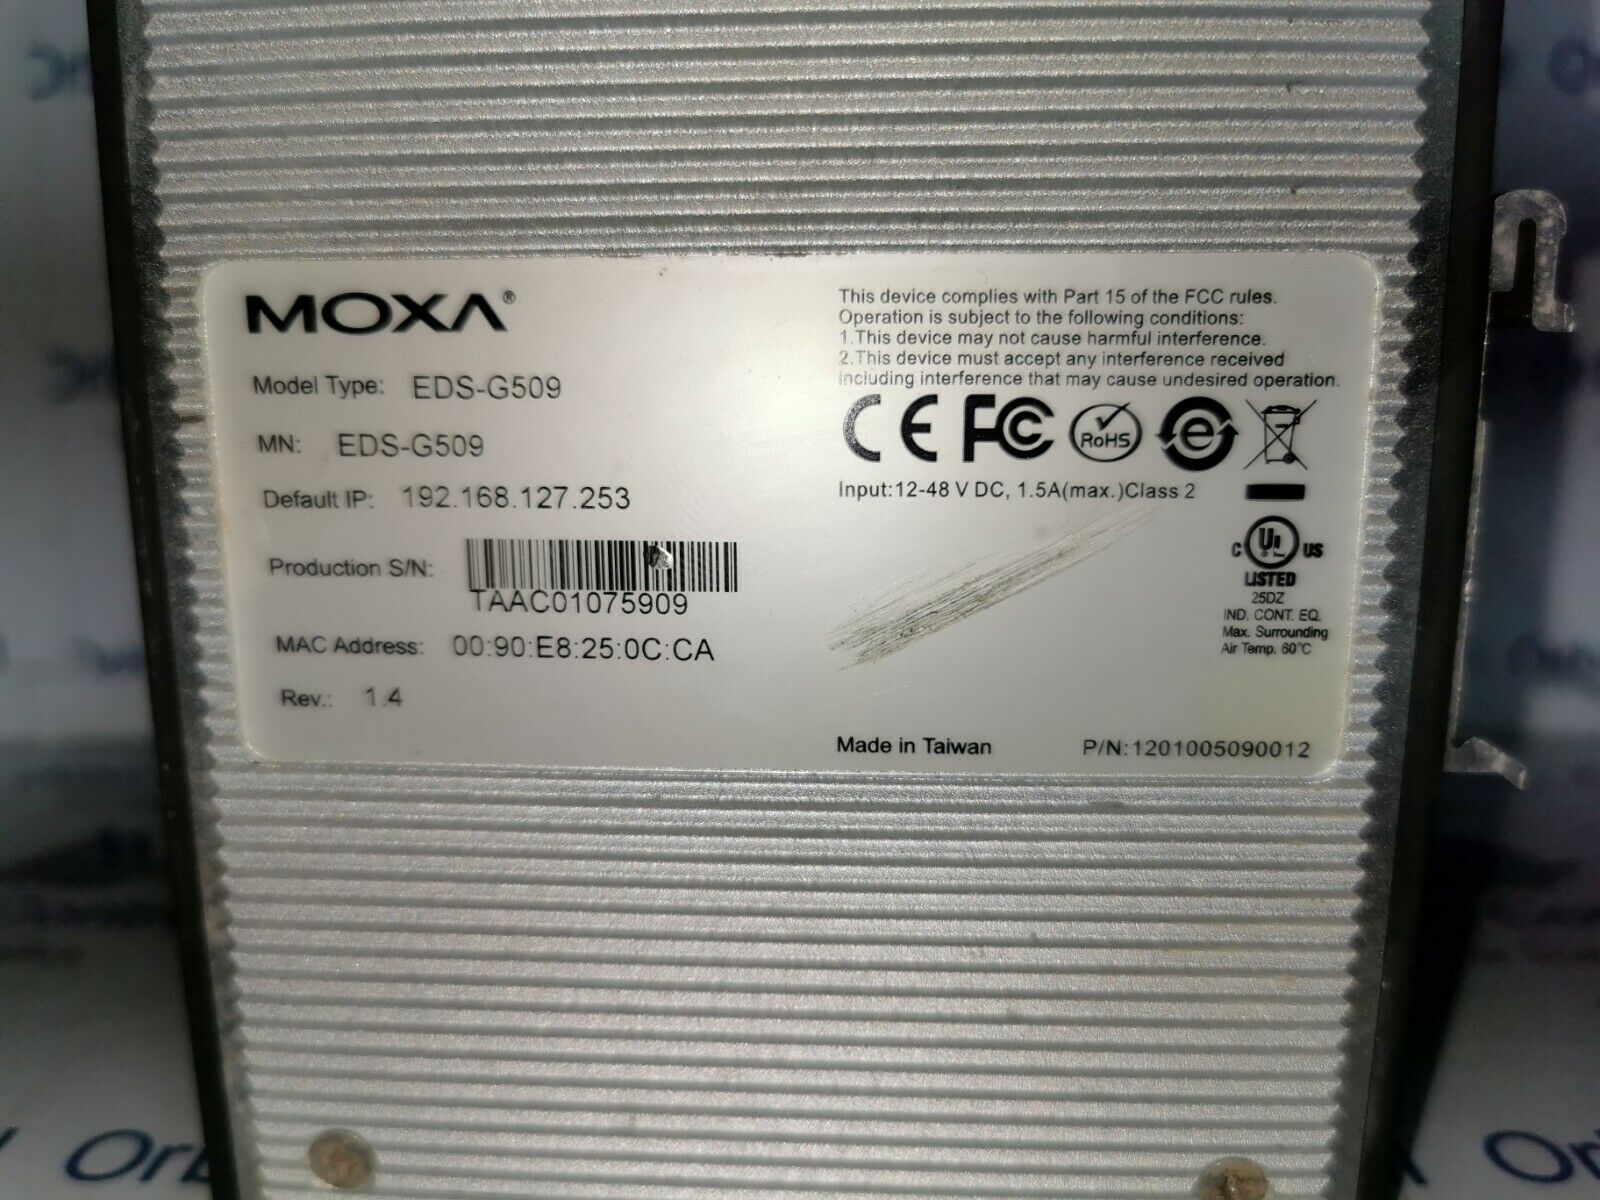 MOXA®
Model Type: EDS-G509
MN: EDS-G509
Default IP: 192.168.127.253
Production S/N:
TAAC01075909
MAC Address: 00:90:E8:25:0C:CA
Rev.: 1.4
This device complies with Part 15 of the FCC rules.
Operation is subject to the following conditions:
1.This device may not cause harmful interference.
2.This device must accept any interference received
including interference that may cause undesired operation.
CE FC RoHS e
Input:12-48 V DC, 1.5A(max.)Class 2
C UL US
LISTED
25DZ
IND. CONT. EQ.
Max. Surrounding
Air Temp. 60°C
Made in Taiwan
P/N:1201005090012